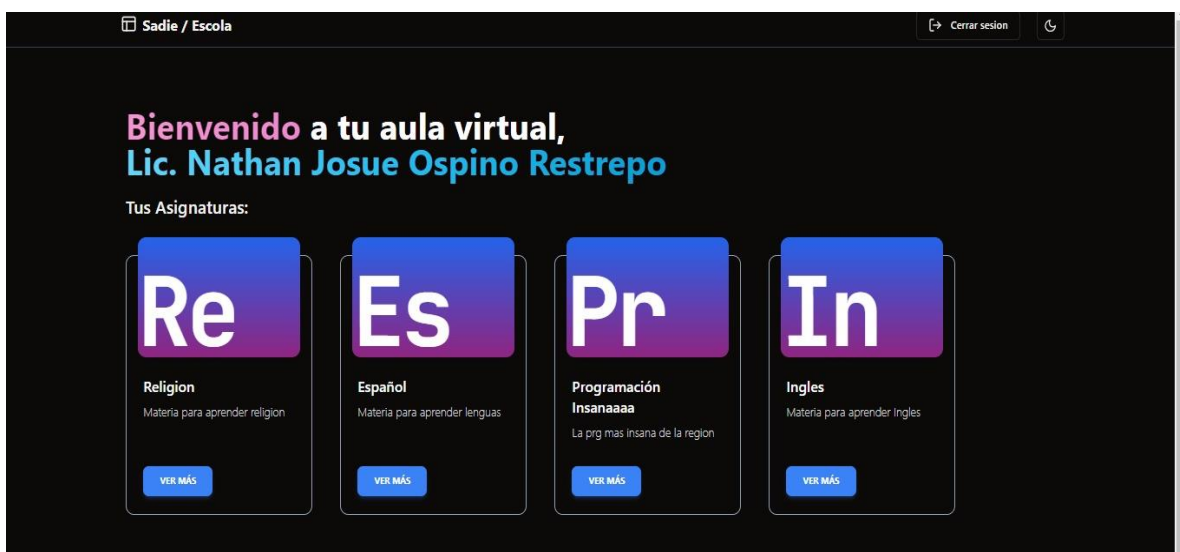 Sadie / Escola
Cerrar sesion
Bienvenido a tu aula virtual,
Lic. Nathan Josue Ospino Restrepo
Tus Asignaturas:
Re
Religion
Materia para aprender religion
VER MÁS
Es
Español
Materia para aprender lenguas
VER MÁS
Pr
Programación
Insanaaaa
La prg mas insana de la region
VER MÁS
In
Ingles
Materia para aprender Ingles
VER MÁS